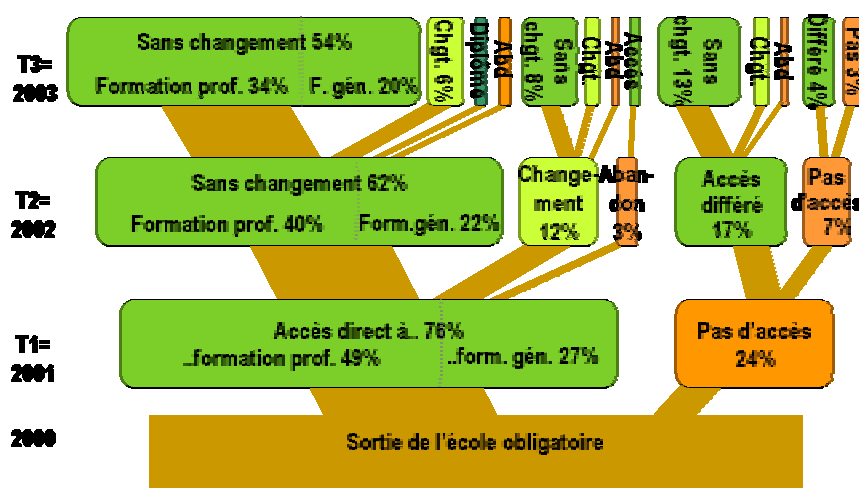 T3=
2003
Sans changement 54%
Formation prof. 34%
F. gén. 20%
Chgt. 6%
Diplôme
Abd
Sans
chgt. 8%
Chgt.
Abd
Accès
Sans
chgt. 13%
Chgt.
Abd
Différé 4%
Pas 3%
T2=
2002
Sans changement 62%
Formation prof. 40%
Form.gén. 22%
Change-
ment
12%
Aban-
don
3%
Accès
différé
17%
Pas
d'accés
7%
T1=
2001
Accès direct à.. 76%
..formation prof. 49%
..form. gén. 27%
Pas d'accès
24%
2000
Sortie de l'école obligatoire